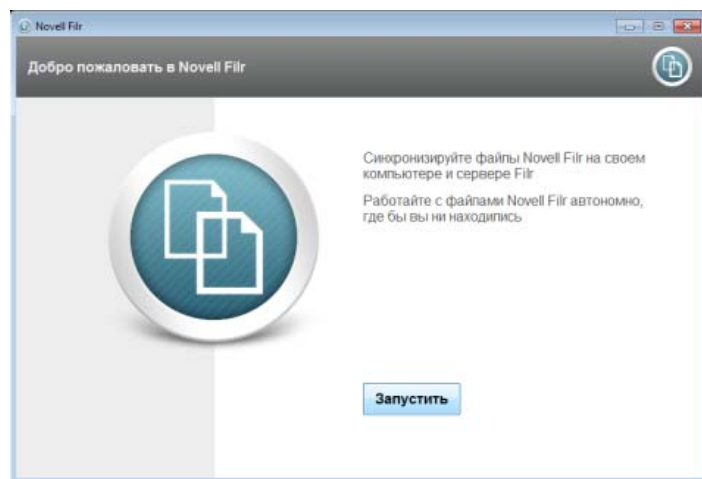 Novell Filr
Добро пожаловать в Novell Filr
Синхронизируйте файлы Novell Filr на своем
компьютере и сервере Filr
Работайте с файлами Novell Filr автономно,
где бы вы ни находились
Запустить